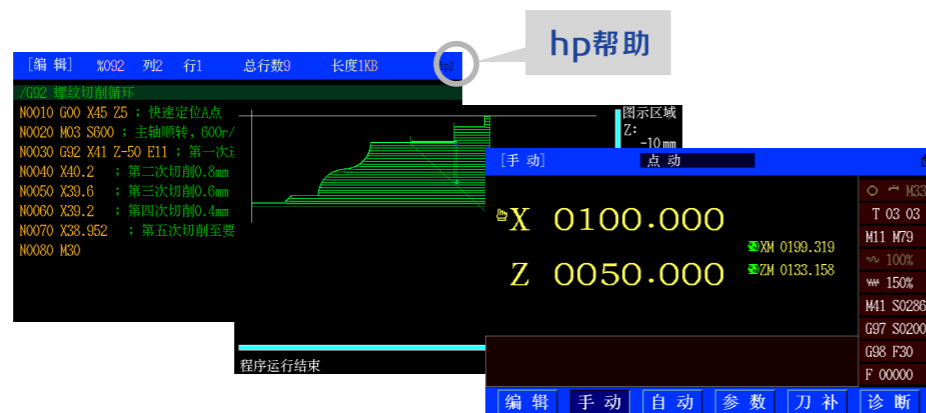 hp帮助
[编 辑] %092 列2 行1 总行数9 长度1KB
/G92 螺纹切削循环
N0010 G00 X45 Z5 ; 快速定位A点
N0020 M03 S600 ; 主轴顺转, 600r/
N0030 G92 X41 Z-50 E11 ; 第一次
N0040 X40.2 ; 第二次切削0.8mm
N0050 X39.6 ; 第三次切削0.6mm
N0060 X39.2 ; 第四次切削0.4mm
N0070 X38.952 ; 第五次切削至要
N0080 M30
图示区域
Z:
-10mm
程序运行结束
[手 动] 点 动
X 0100.000
XM 0199.319
Z 0050.000
ZM 0133.158
M33
T 03 03
M11 M79
100%
150%
M41 S0286
G97 S0200
G98 F30
F 00000
编 辑 手 动 自 动 参 数 刀 补 诊 断